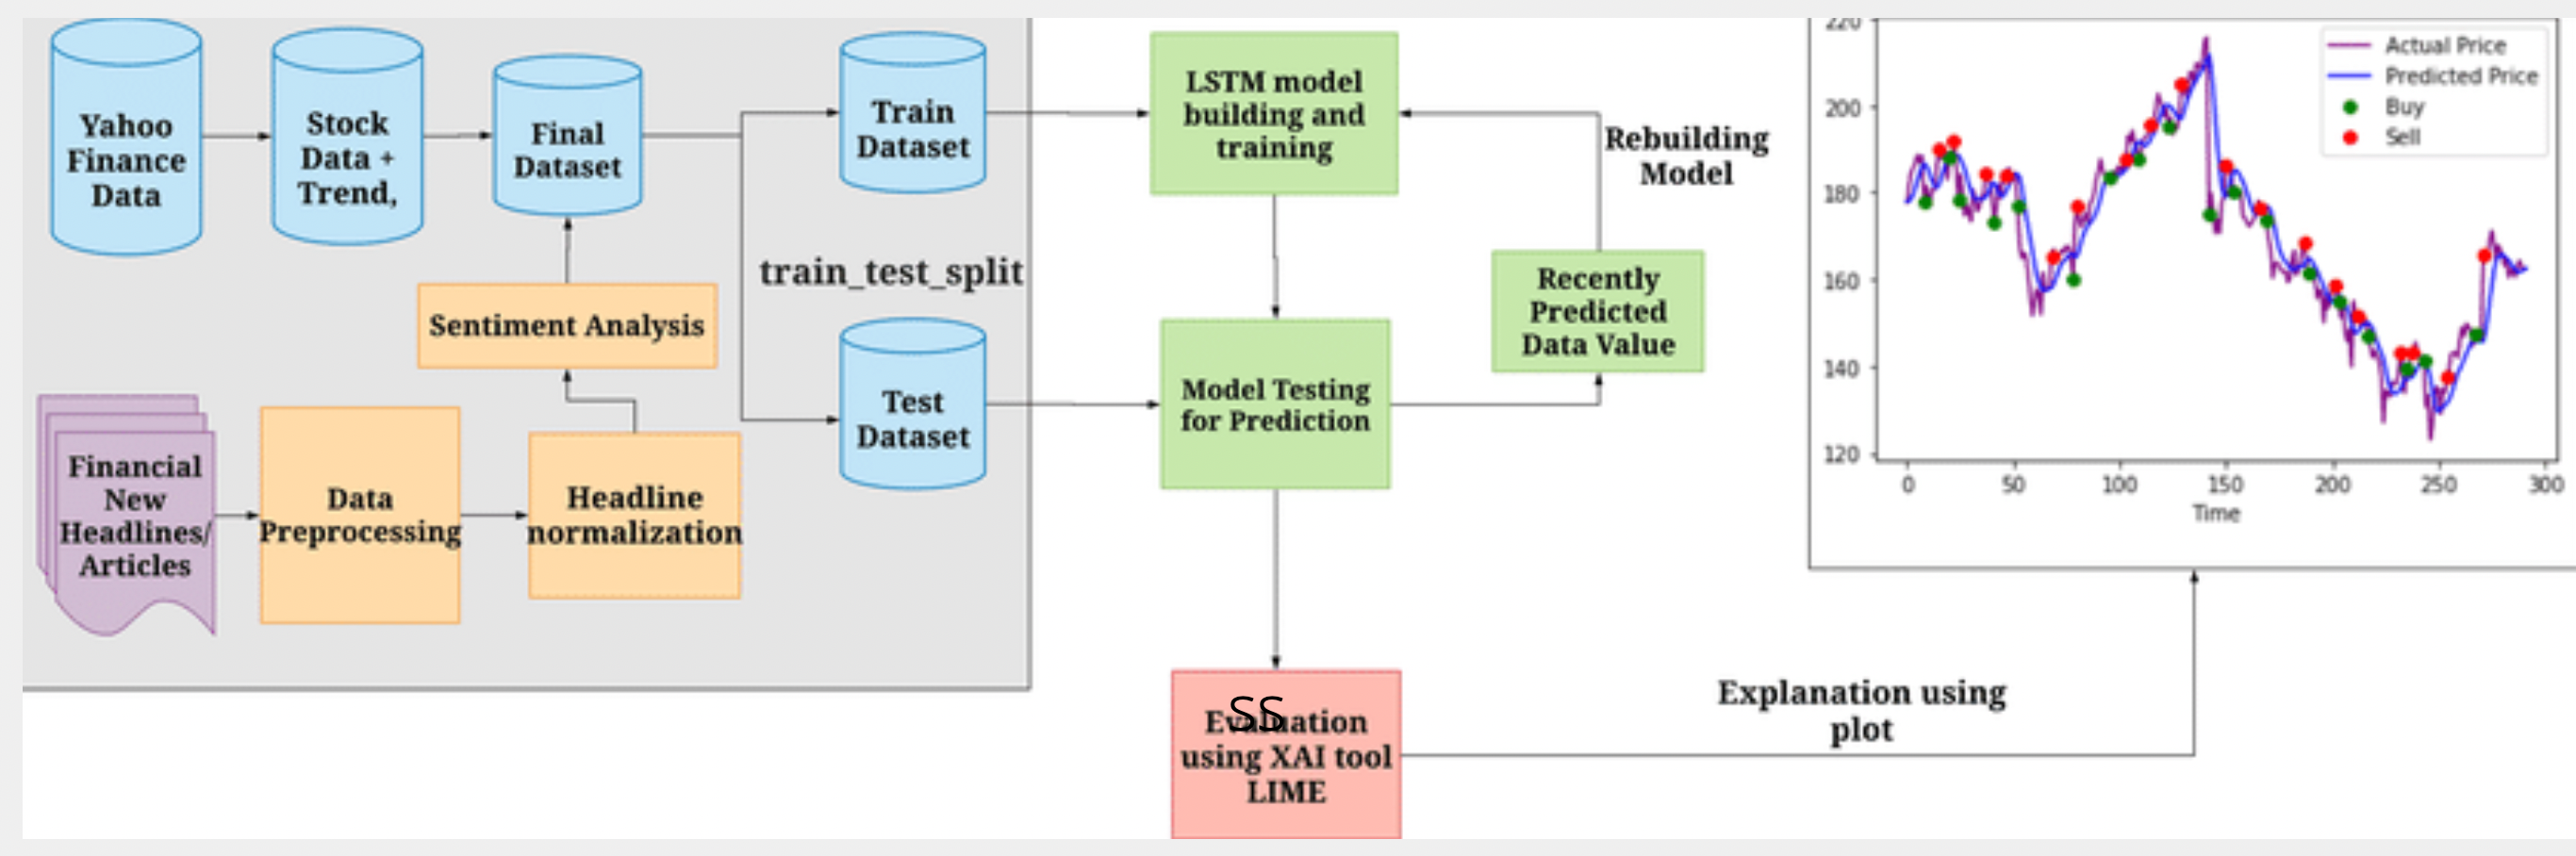 Yahoo
Finance
Data
Stock
Data +
Trend,
Final
Dataset
Train
Dataset
train_test_split
Sentiment Analysis
Test
Dataset
Financial
New
Headlines/
Articles
Data
Preprocessing
Headline
normalization
LSTM model
building and
training
Rebuilding
Model
Recently
Predicted
Data Value
Model Testing
for Prediction
SS
Evaluation
using XAI tool
LIME
Explanation using
plot
Actual Price
Predicted Price
Buy
Sell
220
200
180
160
140
120
0 50 100 150 200 250 300
Time